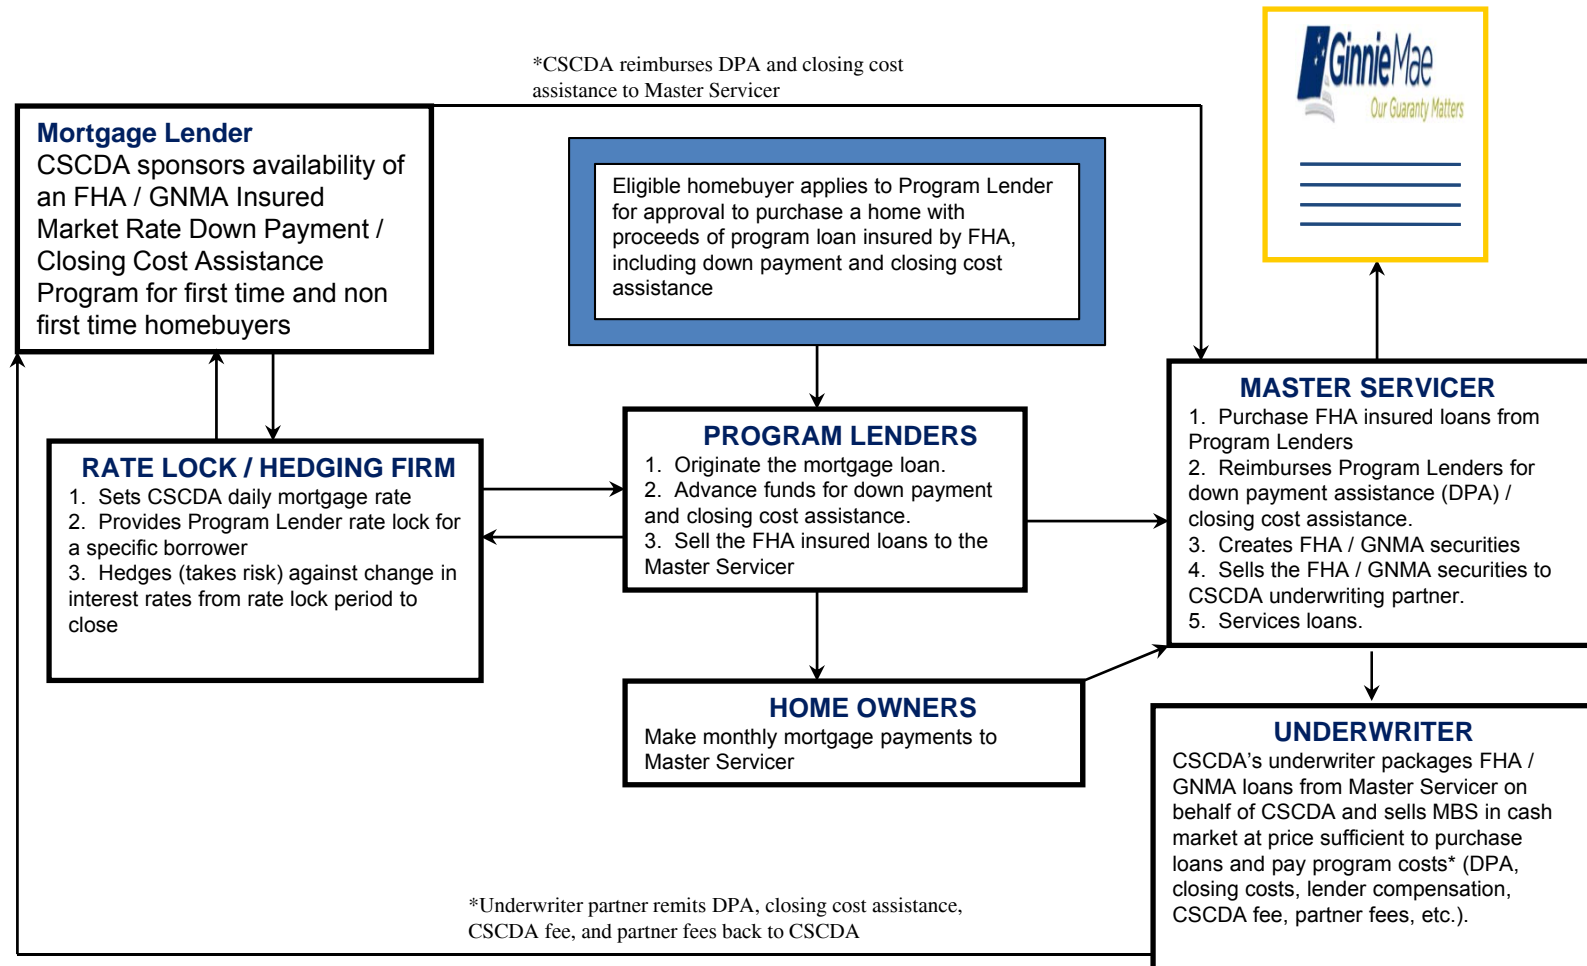 *CSCDA reimburses DPA and closing cost
assistance to Master Servicer
GinnieMae
Our Guaranty Matters
Mortgage Lender
CSCDA sponsors availability of
an FHA / GNMA Insured
Market Rate Down Payment /
Closing Cost Assistance
Program for first time and non
first time homebuyers
Eligible homebuyer applies to Program Lender
for approval to purchase a home with
proceeds of program loan insured by FHA,
including down payment and closing cost
assistance
RATE LOCK / HEDGING FIRM
1. Sets CSCDA daily mortgage rate
2. Provides Program Lender rate lock for
a specific borrower
3. Hedges (takes risk) against change in
interest rates from rate lock period to
close
PROGRAM LENDERS
1. Originate the mortgage loan.
2. Advance funds for down payment
and closing cost assistance.
3. Sell the FHA insured loans to the
Master Servicer
MASTER SERVICER
1. Purchase FHA insured loans from
Program Lenders
2. Reimburses Program Lenders for
down payment assistance (DPA) /
closing cost assistance.
3. Creates FHA / GNMA securities
4. Sells the FHA / GNMA securities to
CSCDA underwriting partner.
5. Services loans.
HOME OWNERS
Make monthly mortgage payments to
Master Servicer
UNDERWRITER
CSCDA’s underwriter packages FHA /
GNMA loans from Master Servicer on
behalf of CSCDA and sells MBS in cash
market at price sufficient to purchase
loans and pay program costs* (DPA,
closing costs, lender compensation,
CSCDA fee, partner fees, etc.).
*Underwriter partner remits DPA, closing cost assistance,
CSCDA fee, and partner fees back to CSCDA